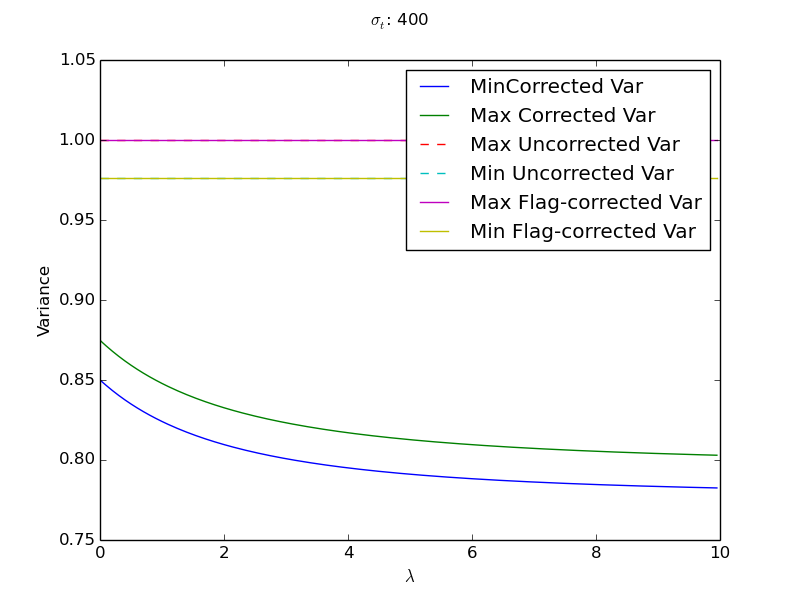 σt: 400
1.05
1.00
0.95
0.90
0.85
0.80
0.75
Variance
MinCorrected Var
Max Corrected Var
Max Uncorrected Var
Min Uncorrected Var
Max Flag-corrected Var
Min Flag-corrected Var
0 2 4 6 8 10
λ